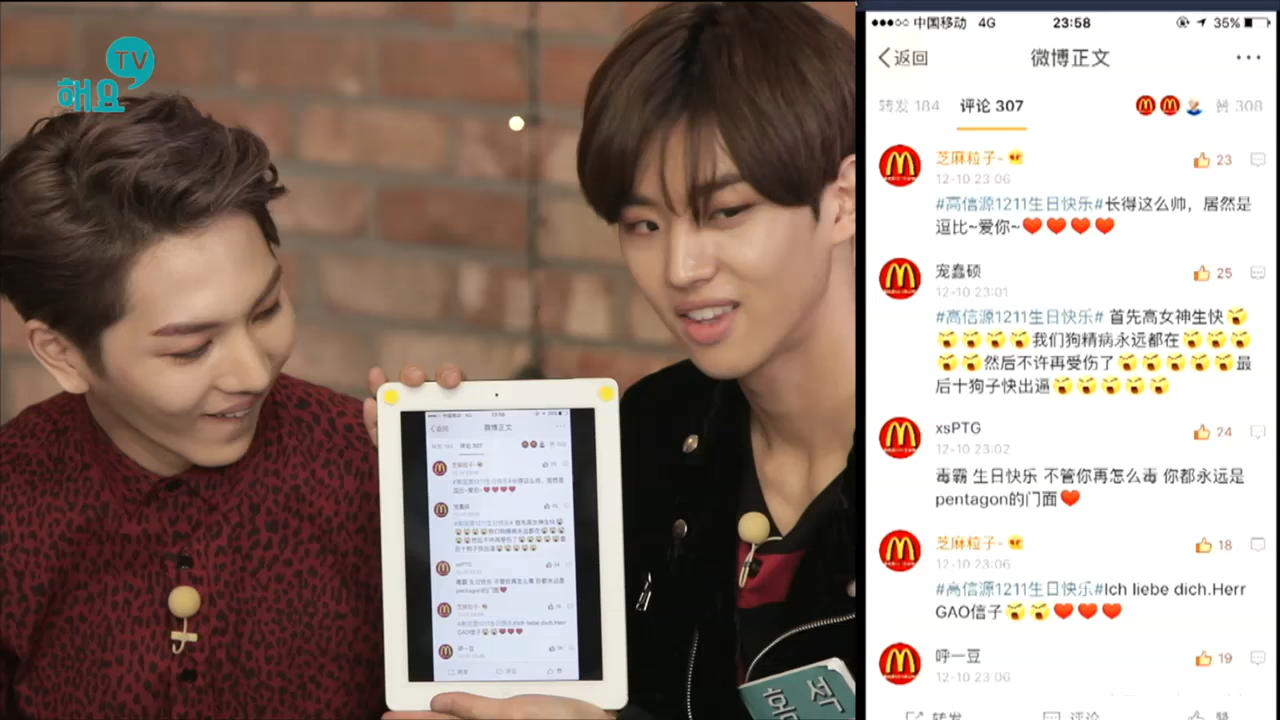 TV
해요
中国移动 4G 23:58 35%
返回 微博正文
转发 184 评论 307 赞 308
芝麻粒子- 23
12-10 23:06
#高信源1211生日快乐#长得这么帅，居然是
逗比~爱你~
宠蠢硕 25
12-10 23:01
#高信源1211生日快乐# 首先高女神生快
我们狗精病永远都在
然后不许再受伤了 最
后十狗子快出逼
xsPTG 24
12-10 23:02
毒霸 生日快乐 不管你再怎么毒 你都永远是
pentagon的门面
芝麻粒子- 18
12-10 23:06
#高信源1211生日快乐#Ich liebe dich.Herr
GAO信子
呼一豆 19
12-10 23:06
转发 评论 赞